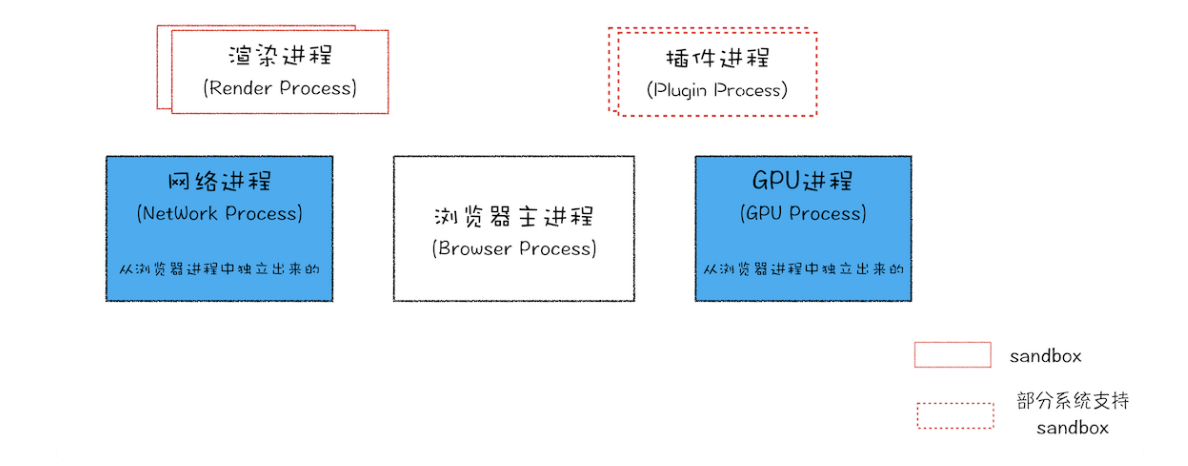 渲染进程
(Render Process)
插件进程
(Plugin Process)
网络进程
(NetWork Process)
从浏览器进程中独立出来的
浏览器主进程
(Browser Process)
GPU进程
(GPU Process)
从浏览器进程中独立出来的
sandbox
部分系统支持
sandbox